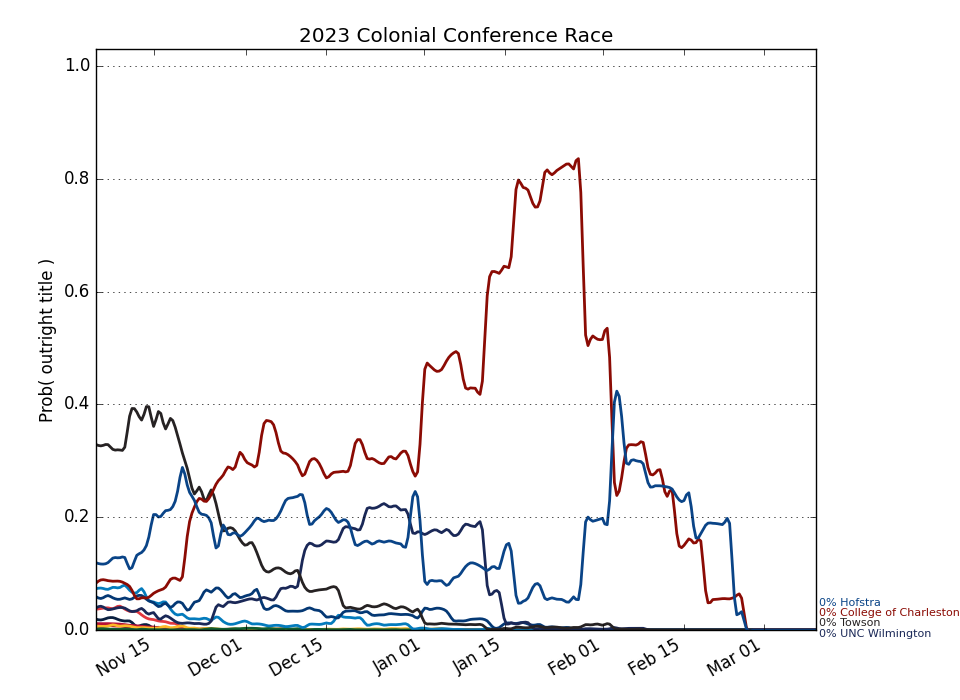 2023 Colonial Conference Race
1.0
0.8
0.6
0.4
0.2
0.0
Prob( outright title )
Nov 15
Dec 01
Dec 15
Jan 01
Jan 15
Feb 01
Feb 15
Mar 01
0% Hofstra
0% College of Charleston
0% Towson
0% UNC Wilmington